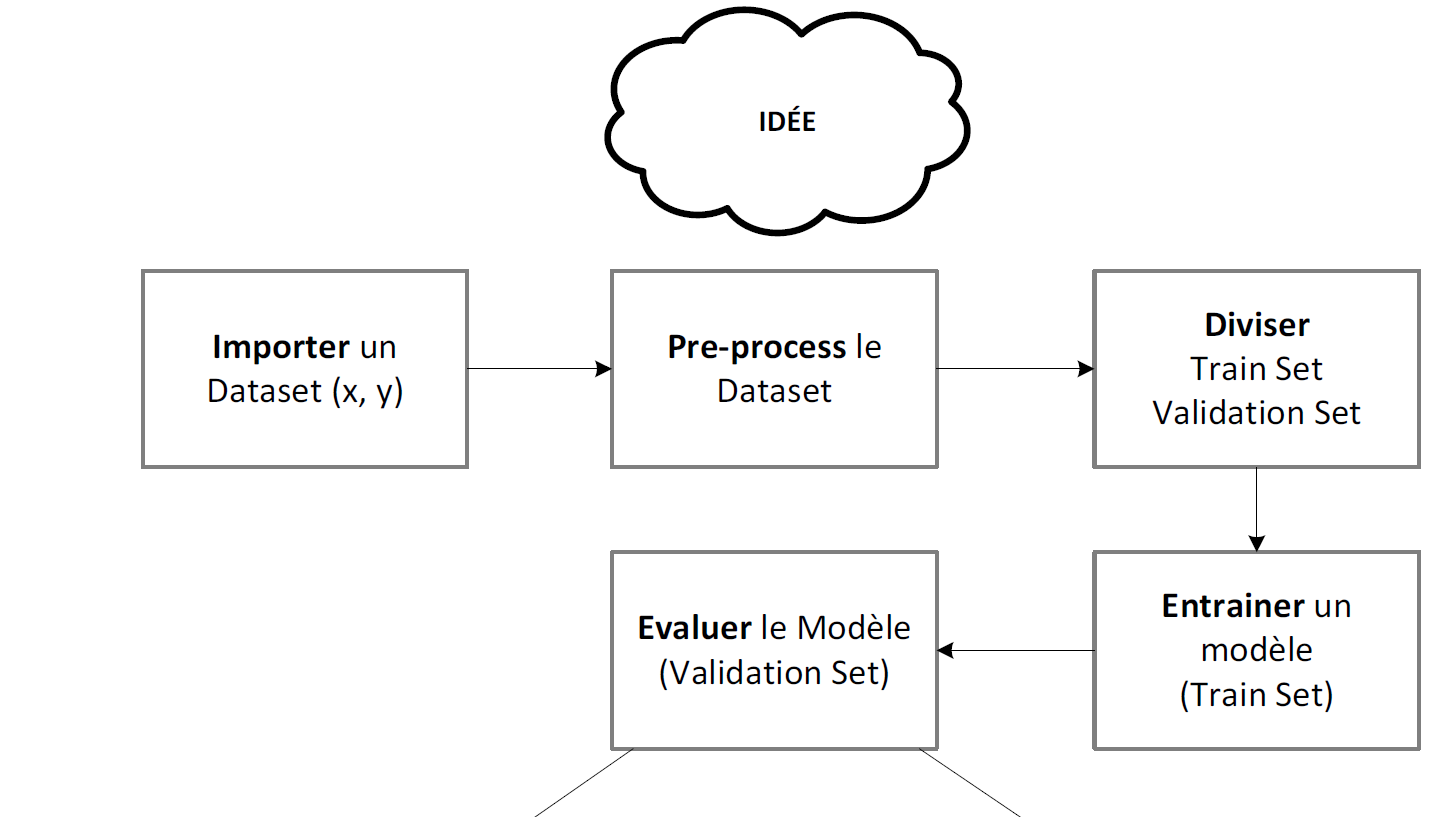 IDÉE
Importer un
Dataset (x, y)
Pre-process le
Dataset
Diviser
Train Set
Validation Set
Evaluer le Modèle
(Validation Set)
Entrainer un
modèle
(Train Set)